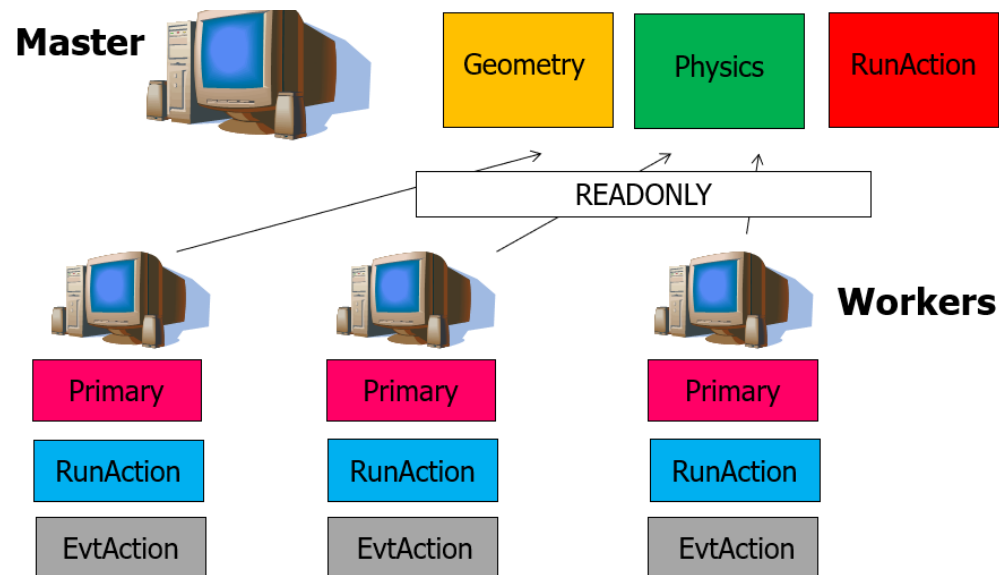 Master
Geometry
Physics
RunAction
READONLY
Workers
Primary
Primary
Primary
RunAction
RunAction
RunAction
EvtAction
EvtAction
EvtAction